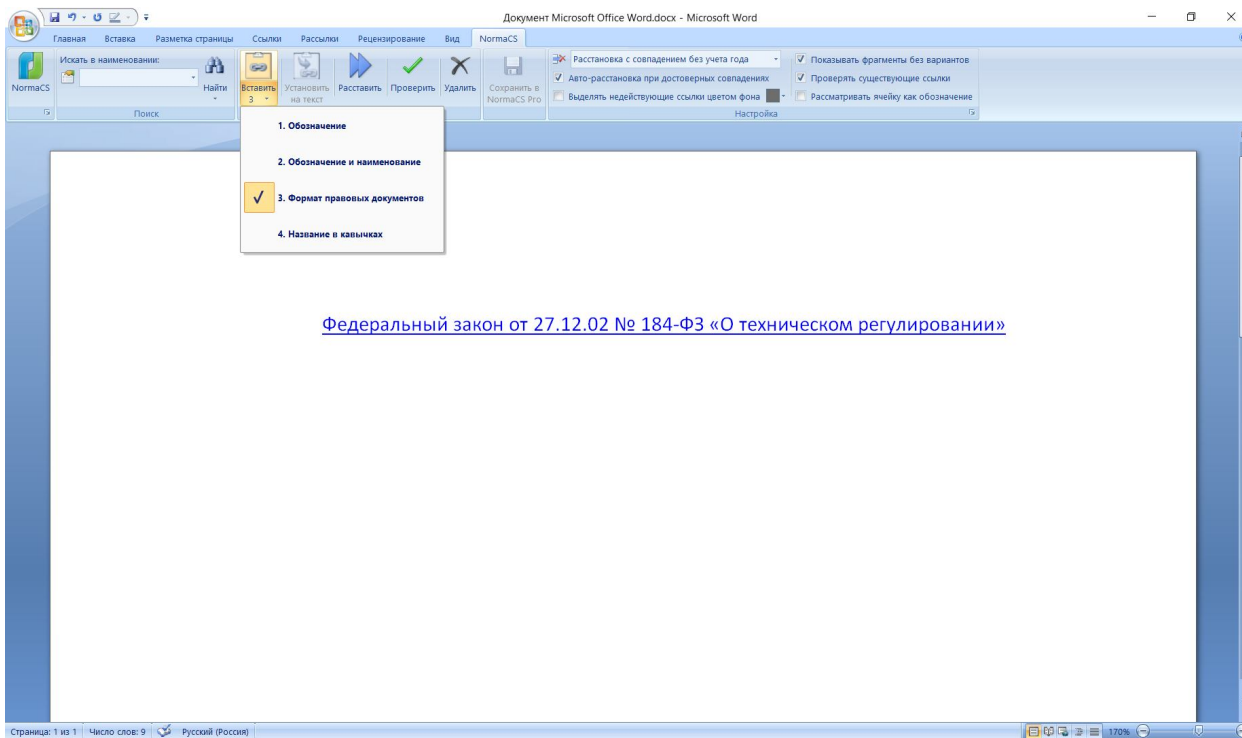 Документ Microsoft Office Word.docx - Microsoft Word
Главная Вставка Разметка страницы Ссылки Рассылки Рецензирование Вид NormaCS
NormaCS
Искать в наименовании:
Найти
Поиск
Вставить
3
Установить
на текст
Расставить
Проверить
Удалить
Сохранить в
NormaCS Pro
Расстановка с совпадением без учета года
Авто-расстановка при достоверных совпадениях
Выделять недействующие ссылки цветом фона
Показывать фрагменты без вариантов
Проверять существующие ссылки
Рассматривать ячейку как обозначение
Настройка
1. Обозначение
2. Обозначение и наименование
3. Формат правовых документов
4. Название в кавычках
Федеральный закон от 27.12.02 № 184-ФЗ «О техническом регулировании»
Страница: 1 из 1 Число слов: 9 Русский (Россия) 170%